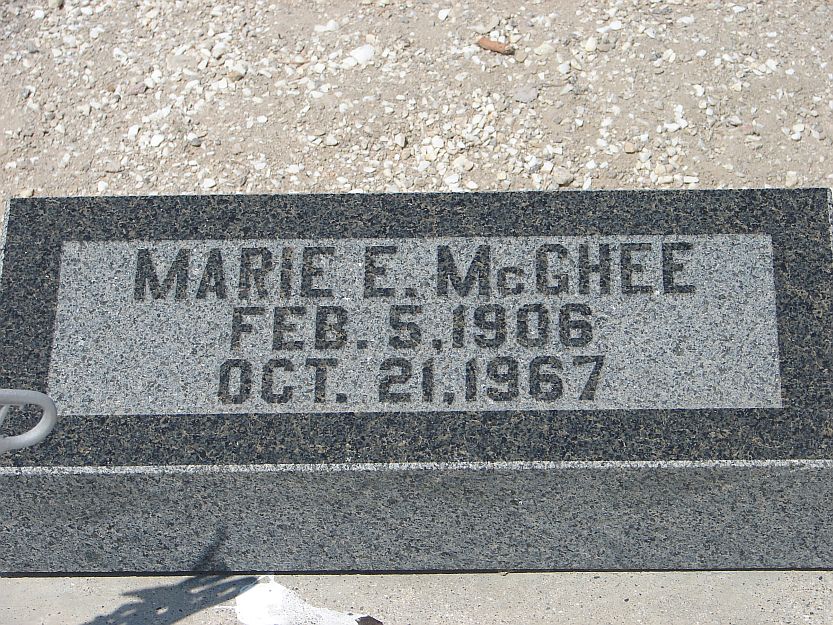 MARIE E. McGHEE
FEB. 5, 1906
OCT. 21, 1967